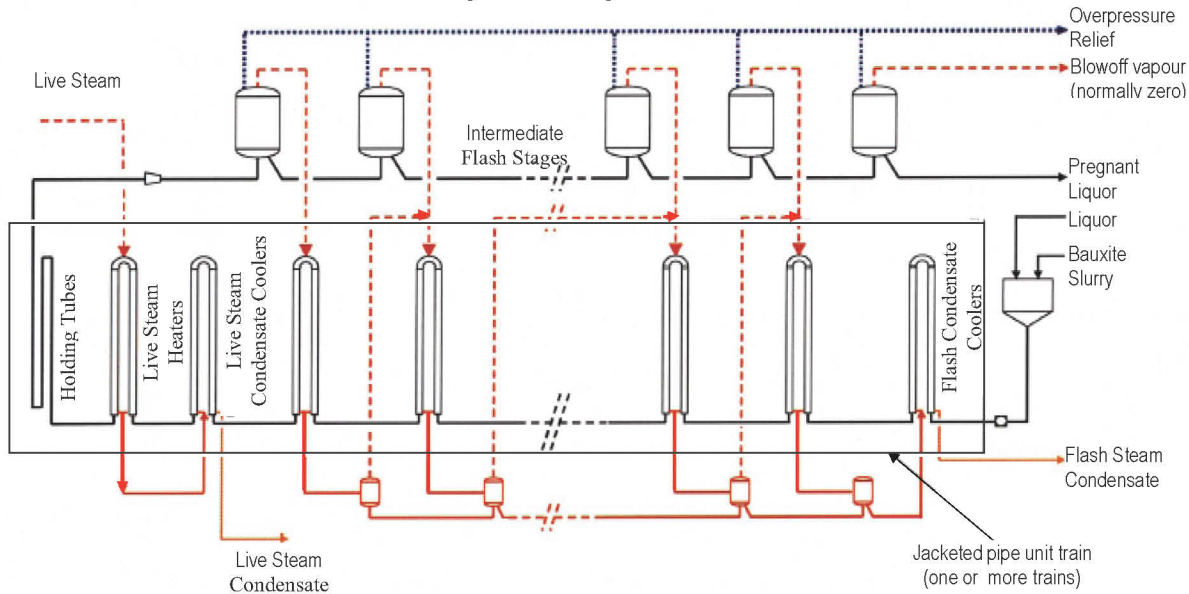 Overpressure
Relief
Live Steam
Blowoff vapour
(normally zero)
Intermediate
Flash Stages
Pregnant
Liquor
Liquor
Bauxite
Slurry
Holding Tubes
Live Steam
Heaters
Live Steam
Condensate Coolers
Flash Condensate
Coolers
Flash Steam
Condensate
Live Steam
Condensate
Jacketed pipe unit train
(one or more trains)